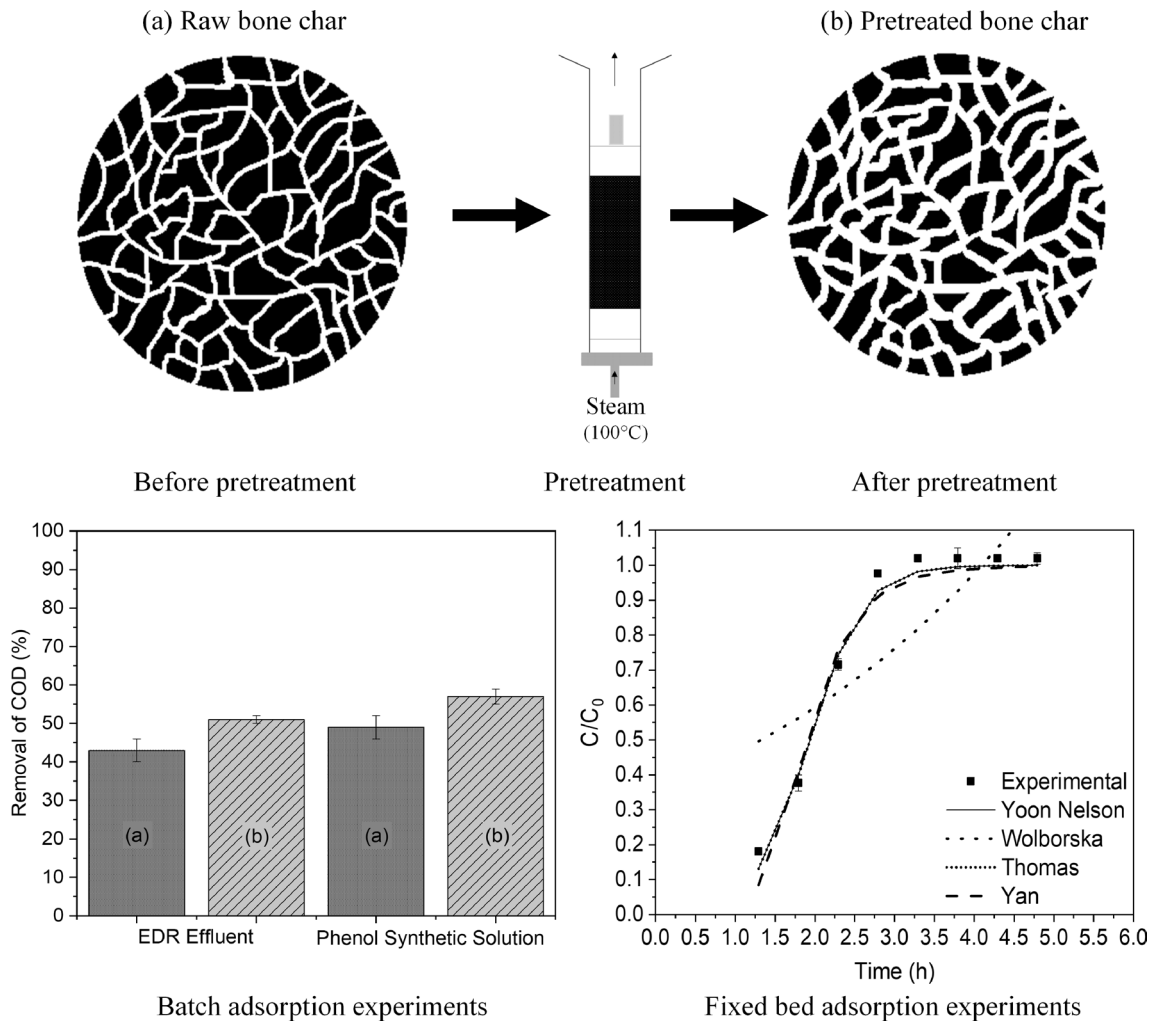 (a) Raw bone char
(b) Pretreated bone char
Steam
(100°C)
Before pretreatment
Pretreatment
After pretreatment
Removal of COD (%)
100
90
80
70
60
50
40
30
20
10
0
(a)
(b)
(a)
(b)
EDR Effluent
Phenol Synthetic Solution
Batch adsorption experiments
C/C₀
1.1
1.0
0.9
0.8
0.7
0.6
0.5
0.4
0.3
0.2
0.1
0.0
Experimental
Yoon Nelson
Wolborska
Thomas
Yan
0.0 0.5 1.0 1.5 2.0 2.5 3.0 3.5 4.0 4.5 5.0 5.5 6.0
Time (h)
Fixed bed adsorption experiments